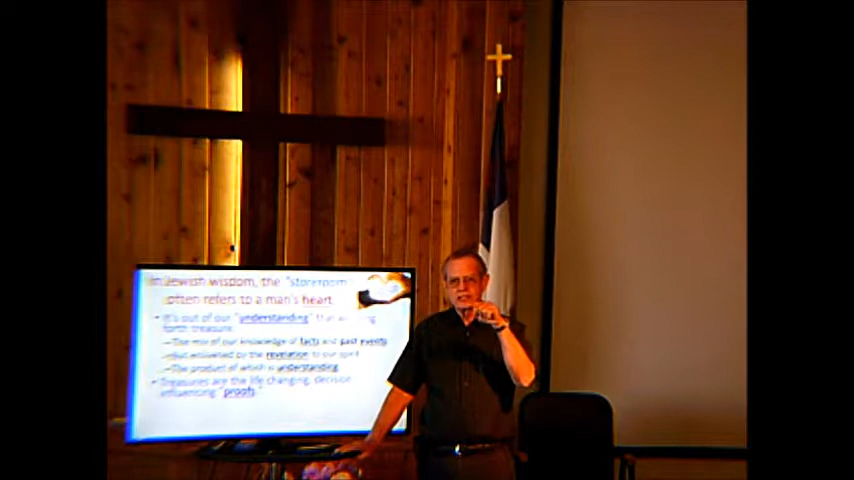 In Jewish wisdom, the "storeroom"
often refers to a man's heart
• It's out of our "understanding" that we bring
forth treasure.
–The mix of our knowledge of facts and past events
–but enlivened by the revelation to our spirit
–The product of which is understanding
• Treasures are the life changing, decision
influencing "proofs"